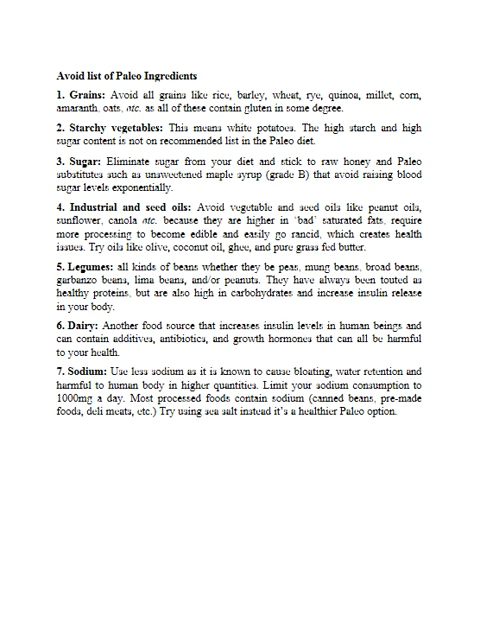 Avoid list of Paleo Ingredients
1. Grains: Avoid all grains like rice, barley, wheat, rye, quinoa, millet, corn,
amaranth, oats, etc. as all of these contain gluten in some degree.
2. Starchy vegetables: This means white potatoes. The high starch and high
sugar content is not on recommended list in the Paleo diet.
3. Sugar: Eliminate sugar from your diet and stick to raw honey and Paleo
substitutes such as unsweetened maple syrup (grade B) that avoid raising blood
sugar levels exponentially.
4. Industrial and seed oils: Avoid vegetable and seed oils like peanut oils,
sunflower, canola etc. because they are higher in ‘bad’ saturated fats, require
more processing to become edible and easily go rancid, which creates health
issues. Try oils like olive, coconut oil, ghee, and pure grass fed butter.
5. Legumes: all kinds of beans whether they be peas, mung beans, broad beans,
garbanzo beans, lima beans, and/or peanuts. They have always been touted as
healthy proteins, but are also high in carbohydrates and increase insulin release
in your body.
6. Dairy: Another food source that increases insulin levels in human beings and
can contain additives, antibiotics, and growth hormones that can all be harmful
to your health.
7. Sodium: Use less sodium as it is known to cause bloating, water retention and
harmful to human body in higher quantities. Limit your sodium consumption to
1000mg a day. Most processed foods contain sodium (canned beans, pre-made
foods, deli meats, etc.) Try using sea salt instead it’s a healthier Paleo option.